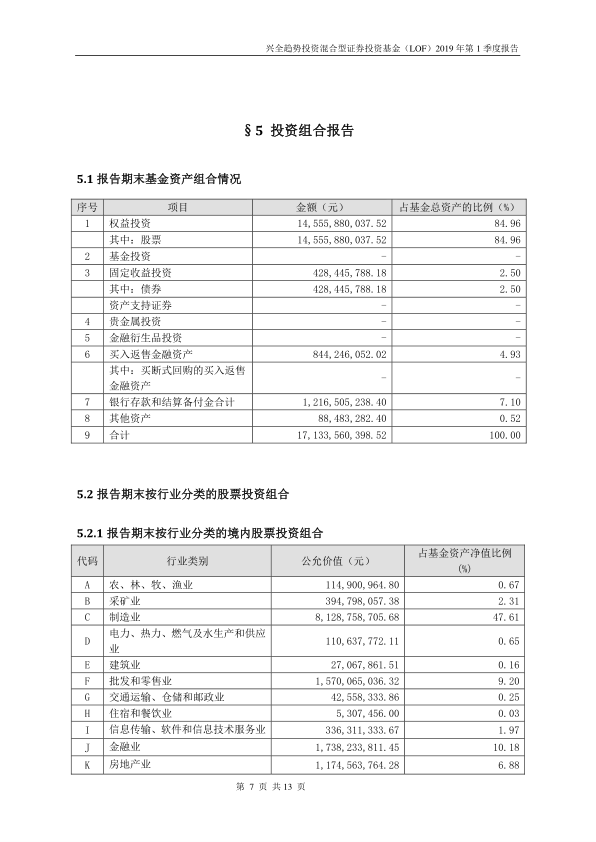 兴全趋势投资混合型证券投资基金（LOF）2019 年第 1 季度报告
§5 投资组合报告
5.1 报告期末基金资产组合情况
序号 项目 金额（元） 占基金总资产的比例（%）
1 权益投资 14,555,880,037.52 84.96
其中：股票 14,555,880,037.52 84.96
2 基金投资 - -
3 固定收益投资 428,445,788.18 2.50
其中：债券 428,445,788.18 2.50
资产支持证券 - -
4 贵金属投资 - -
5 金融衍生品投资 - -
6 买入返售金融资产 844,246,052.02 4.93
其中：买断式回购的买入返售
金融资产 - -
7 银行存款和结算备付金合计 1,216,505,238.40 7.10
8 其他资产 88,483,282.40 0.52
9 合计 17,133,560,398.52 100.00
5.2 报告期末按行业分类的股票投资组合
5.2.1 报告期末按行业分类的境内股票投资组合
代码 行业类别 公允价值（元） 占基金资产净值比例
(%)
A 农、林、牧、渔业 114,900,964.80 0.67
B 采矿业 394,798,057.38 2.31
C 制造业 8,128,758,705.68 47.61
D 电力、热力、燃气及水生产和供应
业 110,637,772.11 0.65
E 建筑业 27,067,861.51 0.16
F 批发和零售业 1,570,065,036.32 9.20
G 交通运输、仓储和邮政业 42,558,333.86 0.25
H 住宿和餐饮业 5,307,456.00 0.03
I 信息传输、软件和信息技术服务业 336,311,333.67 1.97
J 金融业 1,738,233,811.45 10.18
K 房地产业 1,174,563,764.28 6.88
第 7 页 共 13 页